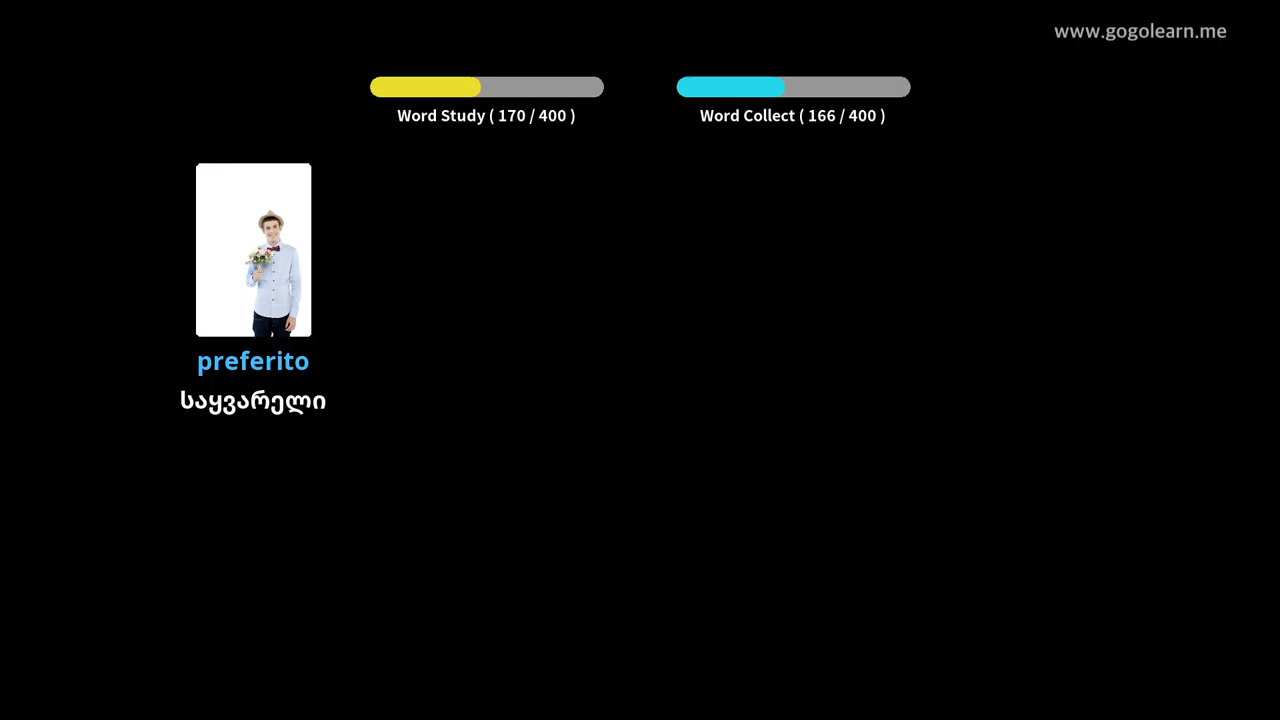 www.gogolearn.me
Word Study ( 170 / 400 )
Word Collect ( 166 / 400 )
preferito
საყვარელი